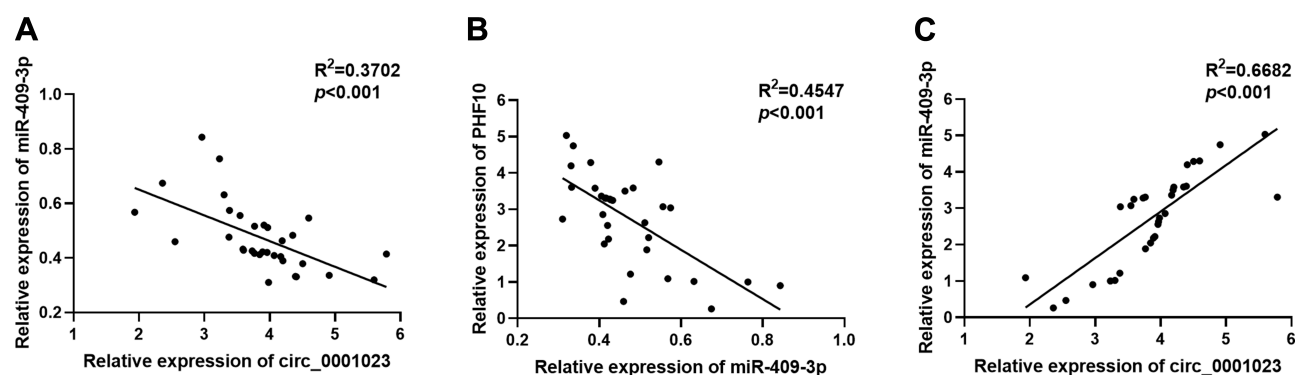 A
R2=0.3702
p<0.001
Relative expression of miR-409-3p
1.0
0.8
0.6
0.4
0.2
1 2 3 4 5 6
Relative expression of circ_0001023
B
R2=0.4547
p<0.001
Relative expression of PHF10
6
5
4
3
2
1
0
0.2 0.4 0.6 0.8 1.0
Relative expression of miR-409-3p
C
R2=0.6682
p<0.001
Relative expression of miR-409-3p
6
5
4
3
2
1
0
1 2 3 4 5 6
Relative expression of circ_0001023